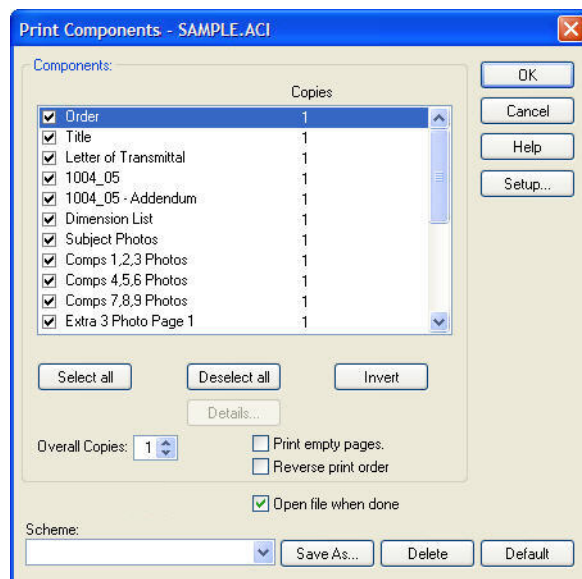 Print Components - SAMPLE.ACI
Components:
Copies
Order 1
Title 1
Letter of Transmittal 1
1004_05 1
1004_05 - Addendum 1
Dimension List 1
Subject Photos 1
Comps 1,2,3 Photos 1
Comps 4,5,6 Photos 1
Comps 7,8,9 Photos 1
Extra 3 Photo Page 1 1
OK
Cancel
Help
Setup...
Select all Deselect all Invert
Details...
Overall Copies: 1
Print empty pages.
Reverse print order
Open file when done
Scheme:
Save As... Delete Default